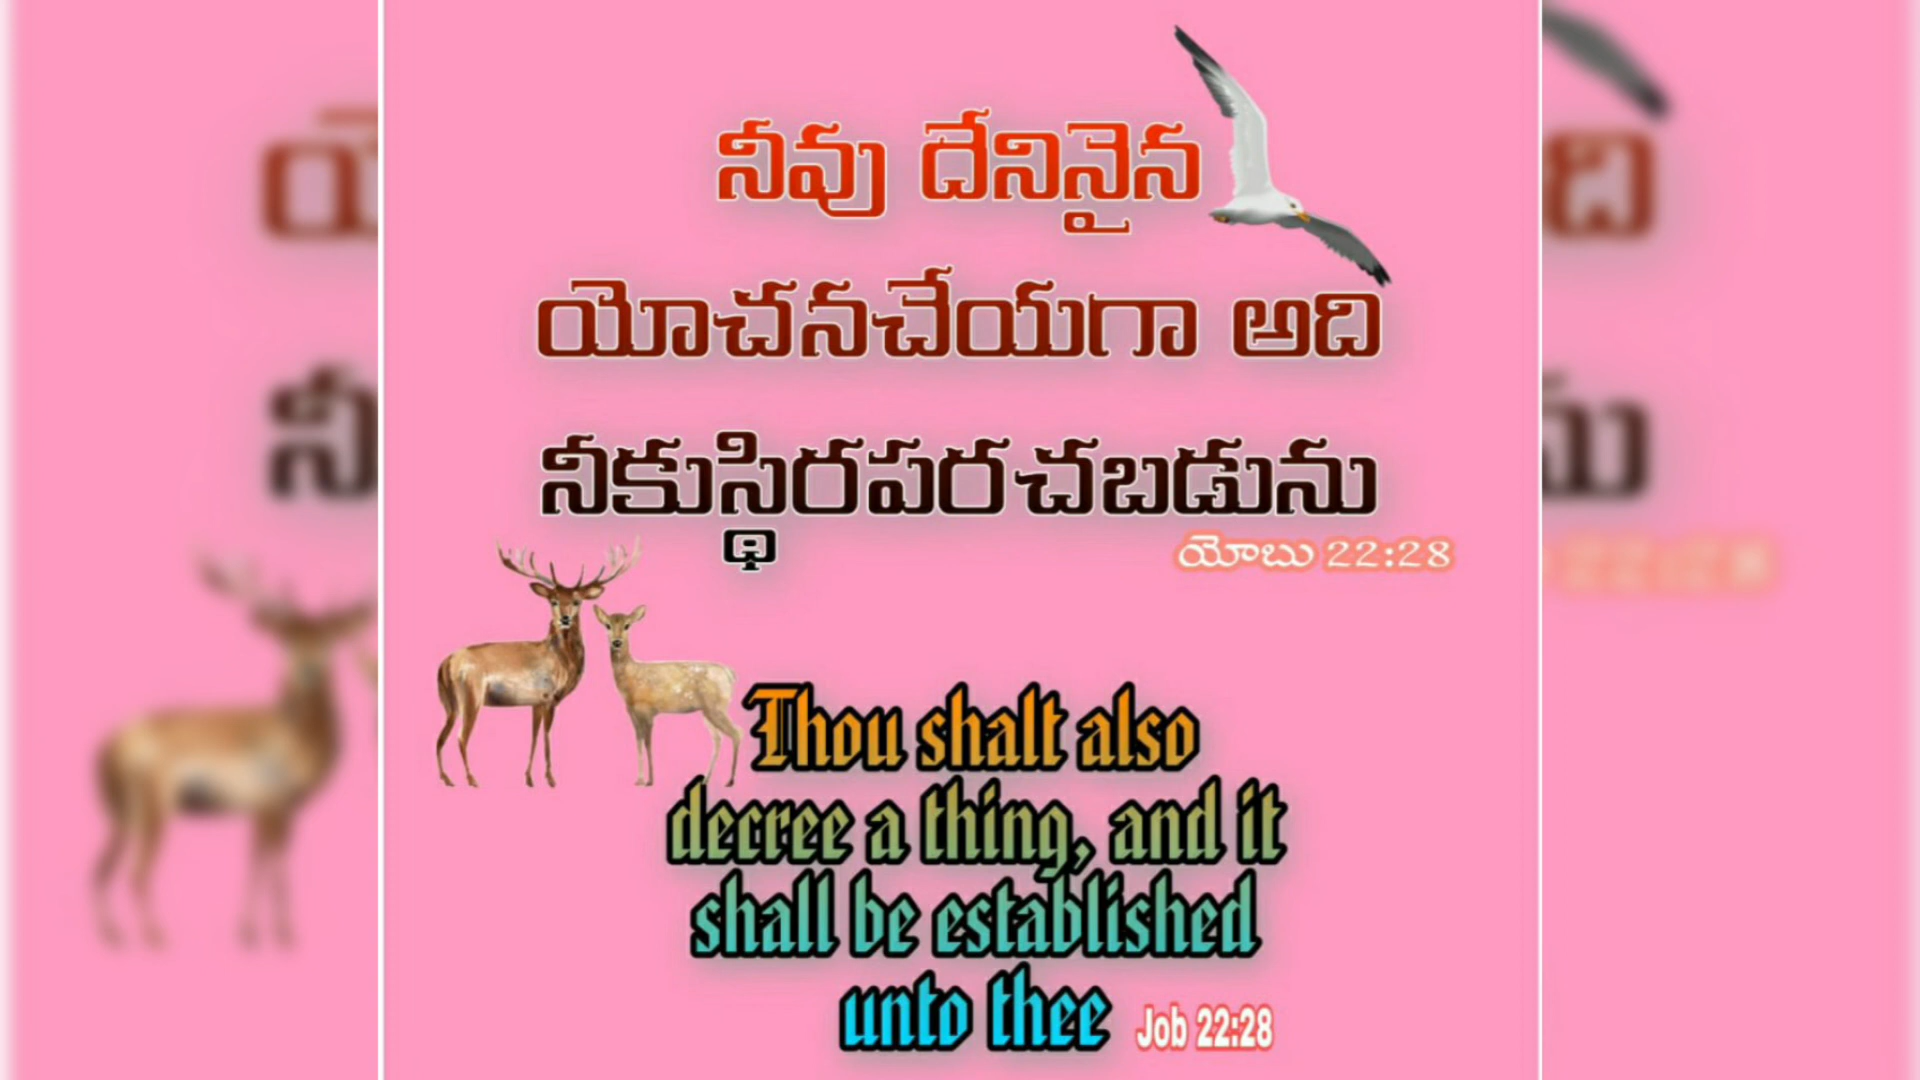 నీవు దేనినైన
యోచనచేయగా అది
నీకుస్థిరపరచబడును
యోబు 22:28
Thou shalt also
decree a thing, and it
shall be established
unto thee Job 22:28